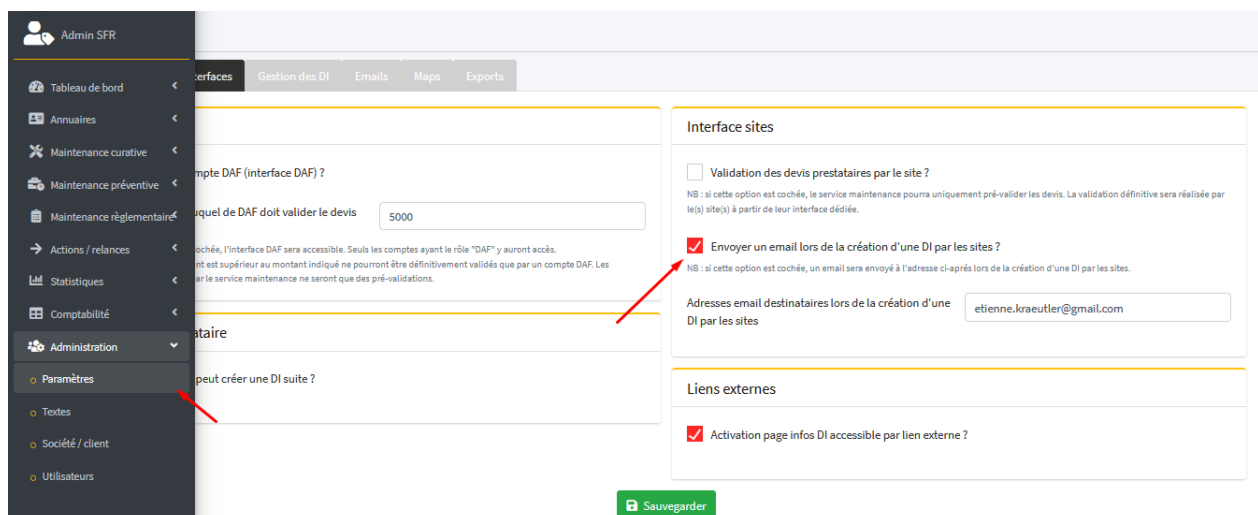 Admin SFR
Tableau de bord
Annuaires
Maintenance curative
Maintenance préventive
Maintenance règlementaire
Actions / relances
Statistiques
Comptabilité
Administration
Paramètres
Textes
Société / client
Utilisateurs
Gestion des DI
Emails
Maps
Exports
DAF (interface DAF) ?
de DAF doit valider le devis
5000
l'interface DAF sera accessible. Seuls les comptes ayant le rôle "DAF" y auront accès.
est supérieur au montant indiqué ne pourront être définitivement validés que par un compte DAF. Les
le service maintenance ne seront que des pré-validations.
peut créer une DI suite ?
Interface sites
Validation des devis prestataires par le site ?
NB : si cette option est cochée, le service maintenance pourra uniquement pré-valider les devis. La validation définitive sera réalisée par
le(s) site(s) à partir de leur interface dédiée.
Envoyer un email lors de la création d'une DI par les sites ?
NB : si cette option est cochée, un email sera envoyé à l'adresse ci-après lors de la création d'une DI par les sites.
Adresses email destinataires lors de la création d'une
DI par les sites
etienne.kraeutler@gmail.com
Liens externes
Activation page infos DI accessible par lien externe ?
Sauvegarder